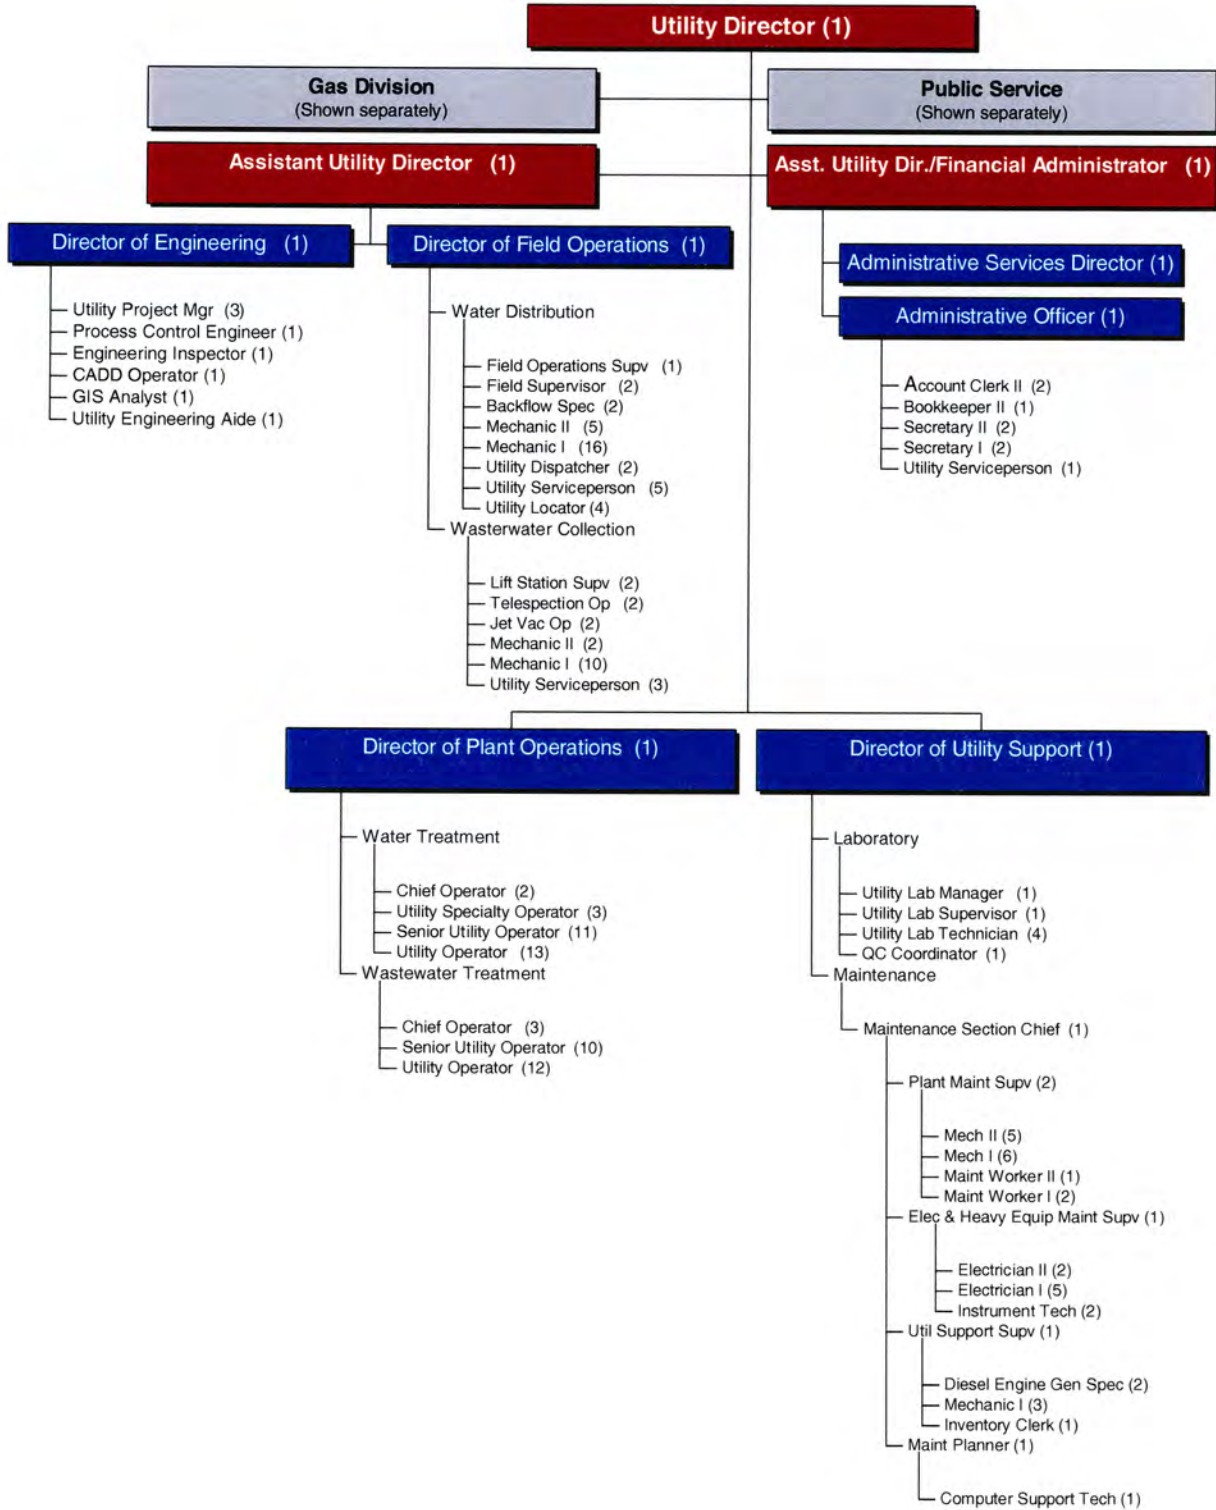 Utility Director (1)
Gas Division
(Shown separately)
Public Service
(Shown separately)
Assistant Utility Director (1)
Asst. Utility Dir./Financial Administrator (1)
Director of Engineering (1)
Director of Field Operations (1)
Administrative Services Director (1)
Administrative Officer (1)
Utility Project Mgr (3)
Process Control Engineer (1)
Engineering Inspector (1)
CADD Operator (1)
GIS Analyst (1)
Utility Engineering Aide (1)
Water Distribution
Field Operations Supv (1)
Field Supervisor (2)
Backflow Spec (2)
Mechanic II (5)
Mechanic I (16)
Utility Dispatcher (2)
Utility Serviceperson (5)
Utility Locator (4)
Wasterwater Collection
Lift Station Supv (2)
Telespection Op (2)
Jet Vac Op (2)
Mechanic II (2)
Mechanic I (10)
Utility Serviceperson (3)
Account Clerk II (2)
Bookkeeper II (1)
Secretary II (2)
Secretary I (2)
Utility Serviceperson (1)
Director of Plant Operations (1)
Director of Utility Support (1)
Water Treatment
Chief Operator (2)
Utility Specialty Operator (3)
Senior Utility Operator (11)
Utility Operator (13)
Wastewater Treatment
Chief Operator (3)
Senior Utility Operator (10)
Utility Operator (12)
Laboratory
Utility Lab Manager (1)
Utility Lab Supervisor (1)
Utility Lab Technician (4)
QC Coordinator (1)
Maintenance
Maintenance Section Chief (1)
Plant Maint Supv (2)
Mech II (5)
Mech I (6)
Maint Worker II (1)
Maint Worker I (2)
Elec & Heavy Equip Maint Supv (1)
Electrician II (2)
Electrician I (5)
Instrument Tech (2)
Util Support Supv (1)
Diesel Engine Gen Spec (2)
Mechanic I (3)
Inventory Clerk (1)
Maint Planner (1)
Computer Support Tech (1)